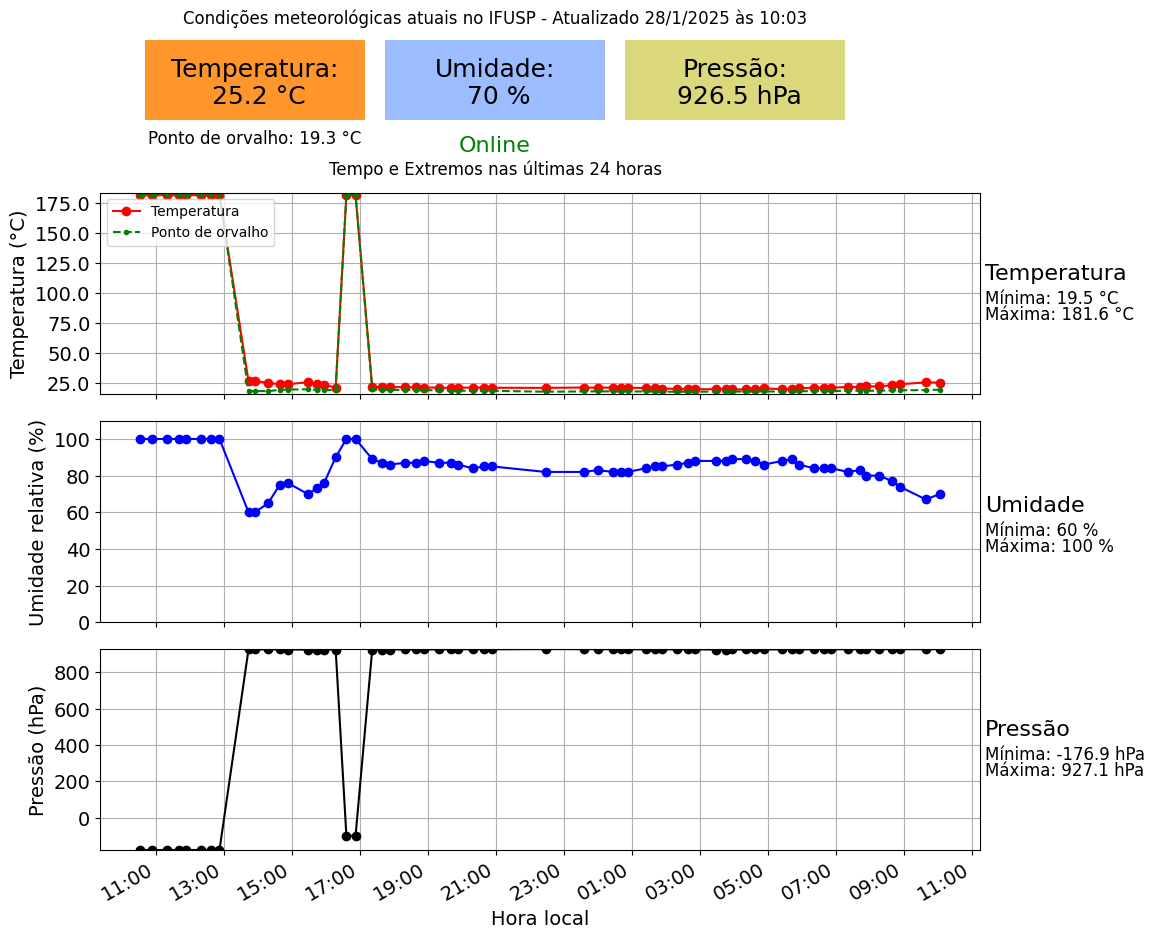 Condições meteorológicas atuais no IFUSP - Atualizado 28/1/2025 às 10:03
Temperatura:
25.2 °C
Umidade:
70 %
Pressão:
926.5 hPa
Ponto de orvalho: 19.3 °C
Online
Tempo e Extremos nas últimas 24 horas
Temperatura (°C)
175.0
150.0
125.0
100.0
75.0
50.0
25.0
Temperatura
Ponto de orvalho
Temperatura
Mínima: 19.5 °C
Máxima: 181.6 °C
Umidade relativa (%)
100
80
60
40
20
0
Umidade
Mínima: 60 %
Máxima: 100 %
Pressão (hPa)
800
600
400
200
0
Pressão
Mínima: -176.9 hPa
Máxima: 927.1 hPa
11:00 13:00 15:00 17:00 19:00 21:00 23:00 01:00 03:00 05:00 07:00 09:00 11:00
Hora local